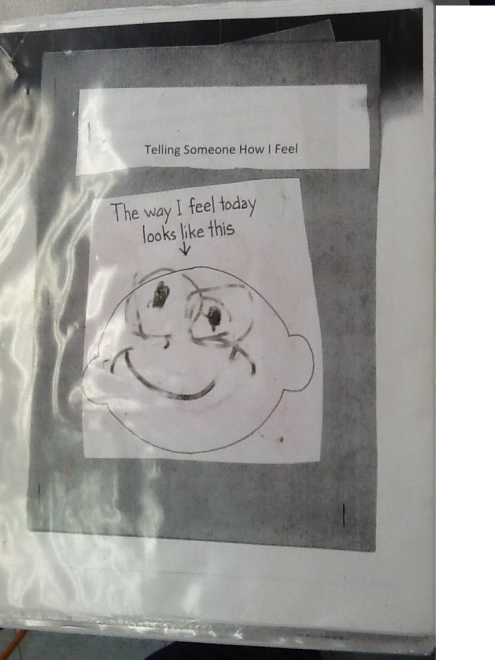 Telling Someone How I Feel
The way I feel today
looks like this